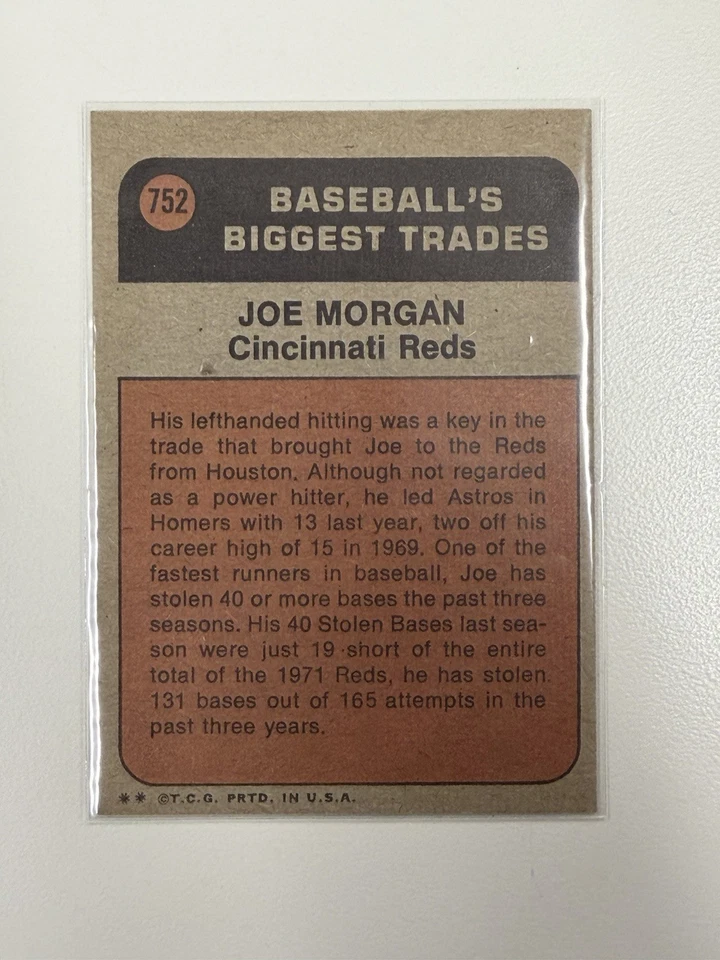 752
BASEBALL'S
BIGGEST TRADES
JOE MORGAN
Cincinnati Reds
His lefthanded hitting was a key in the
trade that brought Joe to the Reds
from Houston. Although not regarded
as a power hitter, he led Astros in
Homers with 13 last year, two off his
career high of 15 in 1969. One of the
fastest runners in baseball, Joe has
stolen 40 or more bases the past three
seasons. His 40 Stolen Bases last sea-
son were just 19 short of the entire
total of the 1971 Reds, he has stolen
131 bases out of 165 attempts in the
past three years.
** ©T.C.G. PRTD. IN U.S.A.